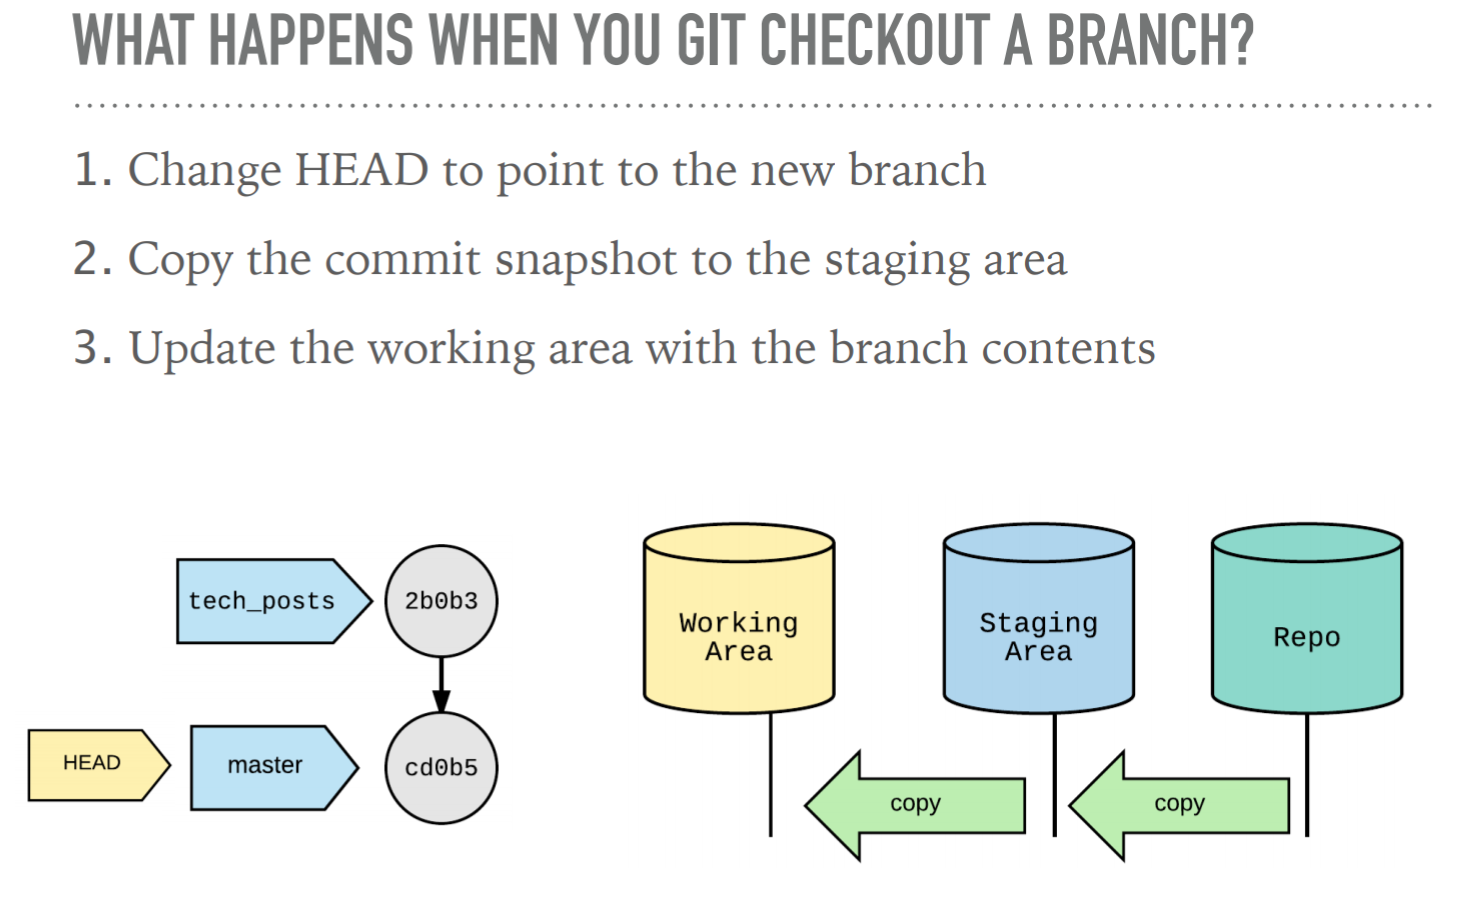 WHAT HAPPENS WHEN YOU GIT CHECKOUT A BRANCH?
1. Change HEAD to point to the new branch
2. Copy the commit snapshot to the staging area
3. Update the working area with the branch contents
tech_posts
2b0b3
HEAD
master
cd0b5
Working
Area
Staging
Area
Repo
copy
copy